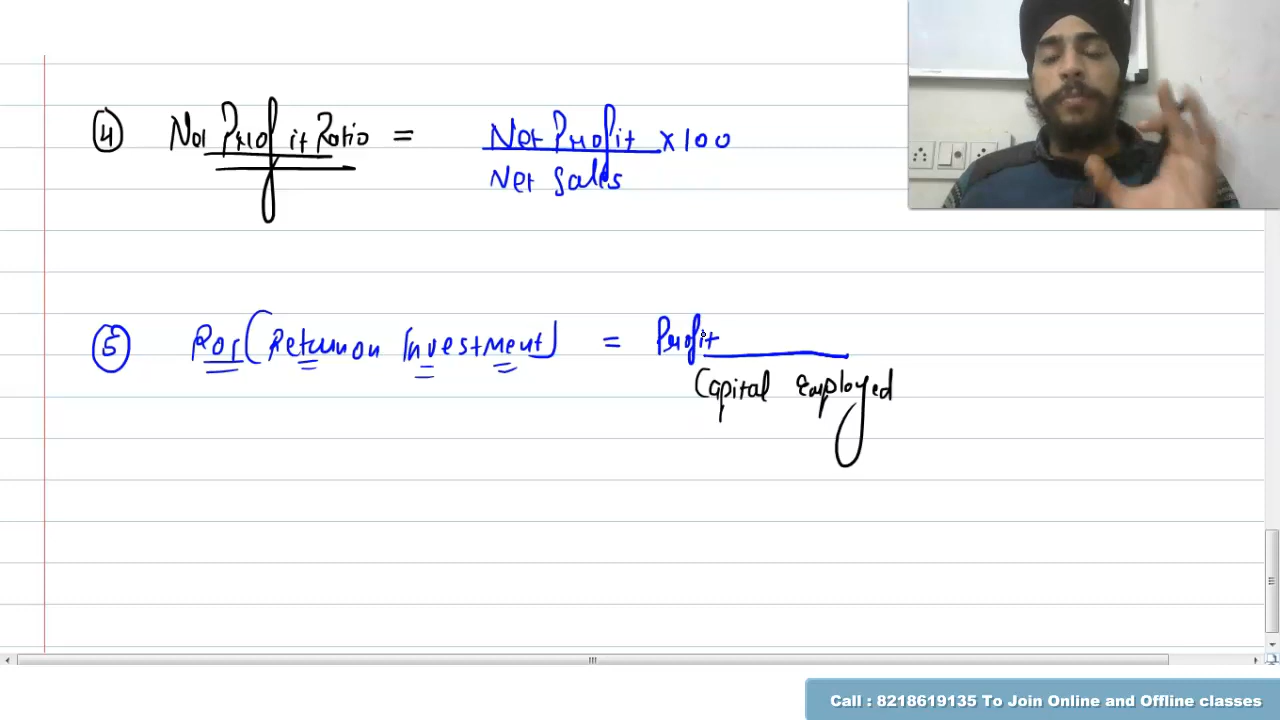 ④ Net Profit Ratio = Net Profit × 100
Net Sales
⑤ ROI (Return on Investment) = Profit
Capital Employed
Call : 8218619135 To Join Online and Offline classes